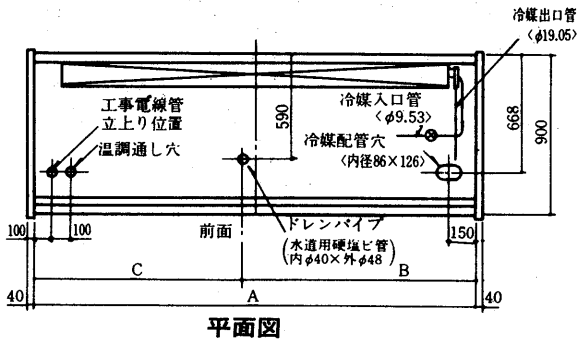 冷媒出口管
〈φ19.05〉
工事電線管
立上り位置
温調通し穴
590
冷媒入口管
〈φ9.53〉
冷媒配管穴
〈内径86×126〉
668
900
100
100
前面
ドレンパイプ
(水道用硬塩ビ管
内φ40×外φ48)
150
C
B
40
A
40
平面図